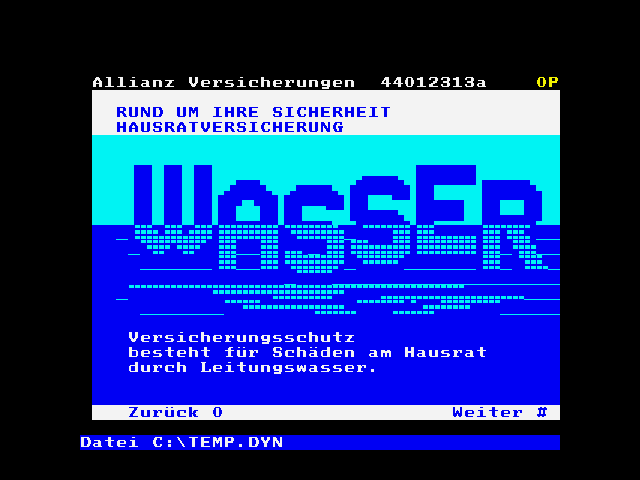 Allianz Versicherungen 44012313a 0P
RUND UM IHRE SICHERHEIT
HAUSRATVERSICHERUNG
WASSER
Versicherungsschutz
besteht für Schäden am Hausrat
durch Leitungswasser.
Zurück 0 Weiter #
Datei C:\TEMP.DYN